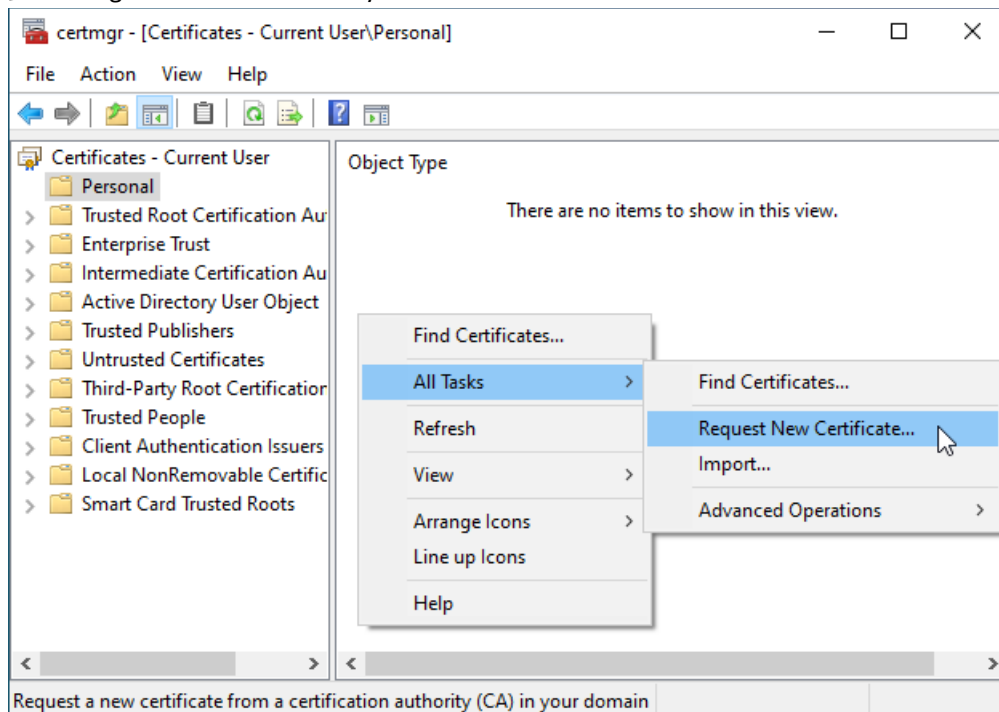 certmgr - [Certificates - Current User\Personal]
File Action View Help
Certificates - Current User
Personal
Trusted Root Certification Au
Enterprise Trust
Intermediate Certification Au
Active Directory User Object
Trusted Publishers
Untrusted Certificates
Third-Party Root Certification
Trusted People
Client Authentication Issuers
Local NonRemovable Certific
Smart Card Trusted Roots
Object Type
There are no items to show in this view.
Find Certificates...
All Tasks
Refresh
View
Arrange Icons
Line up Icons
Help
Find Certificates...
Request New Certificate...
Import...
Advanced Operations
Request a new certificate from a certification authority (CA) in your domain